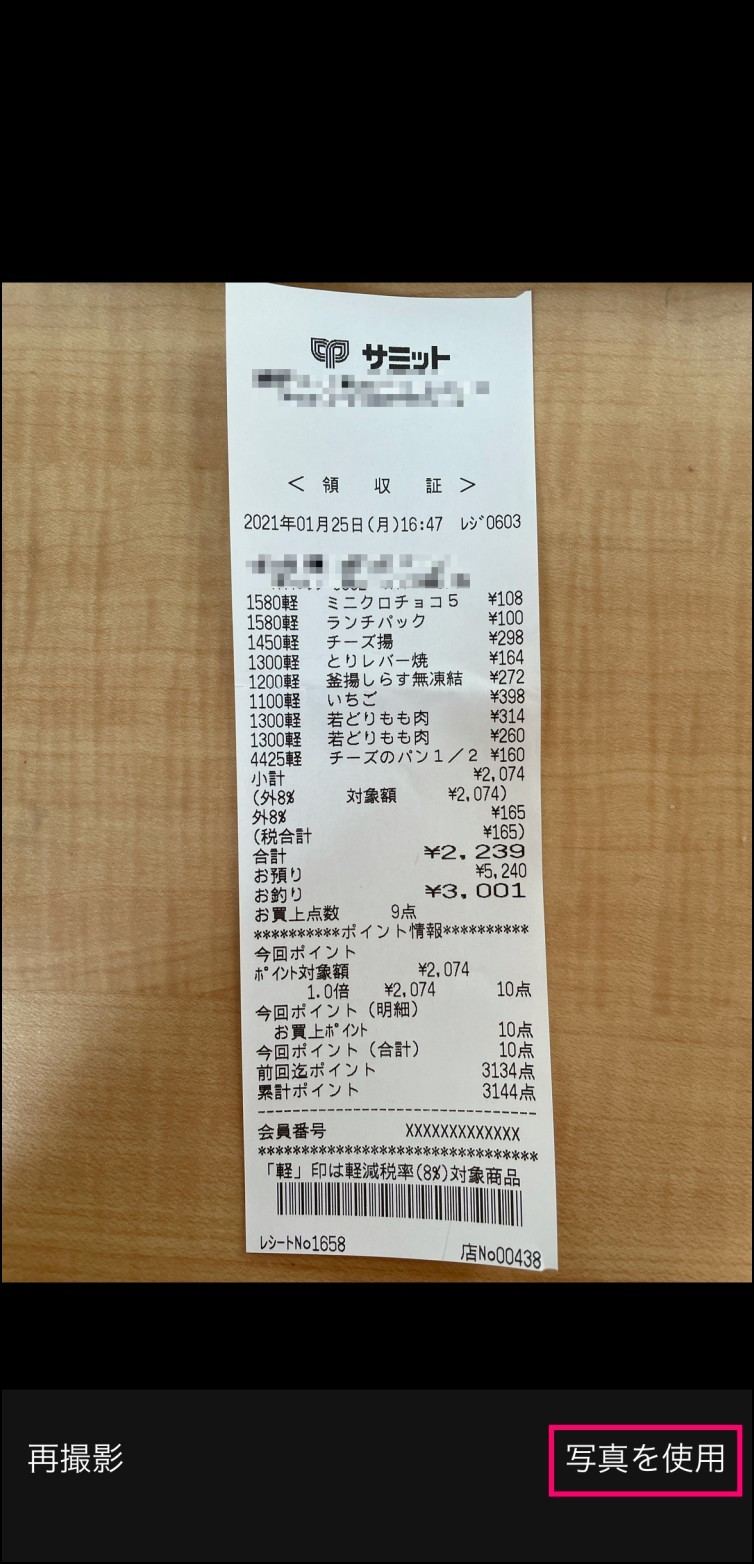 サミット
＜ 領 収 証 ＞
2021年01月25日(月)16:47 ﾚｼﾞ0603
1580軽 ミニクロチョコ５ ¥108
1580軽 ランチパック ¥100
1450軽 チーズ揚 ¥298
1300軽 とりレバー焼 ¥164
1200軽 釜揚しらす無凍結 ¥272
1100軽 いちご ¥398
1300軽 若どりもも肉 ¥314
1300軽 若どりもも肉 ¥260
4425軽 チーズのパン１／２ ¥160
小計 ¥2,074
(外8% 対象額 ¥2,074)
外8% ¥165
(税合計 ¥165)
合計 ¥2,239
お預り ¥5,240
お釣り ¥3,001
お買上点数 9点
**********ポイント情報**********
今回ポイント
ﾎﾟｲﾝﾄ対象額 ¥2,074
1.0倍 ¥2,074 10点
今回ポイント（明細）
お買上ﾎﾟｲﾝﾄ 10点
今回ポイント（合計） 10点
前回迄ポイント 3134点
累計ポイント 3144点
--------------------------------
会員番号 XXXXXXXXXXXXX
********************************
「軽」印は軽減税率(8%)対象商品
ﾚｼｰﾄNo1658 店No00438
再撮影 写真を使用